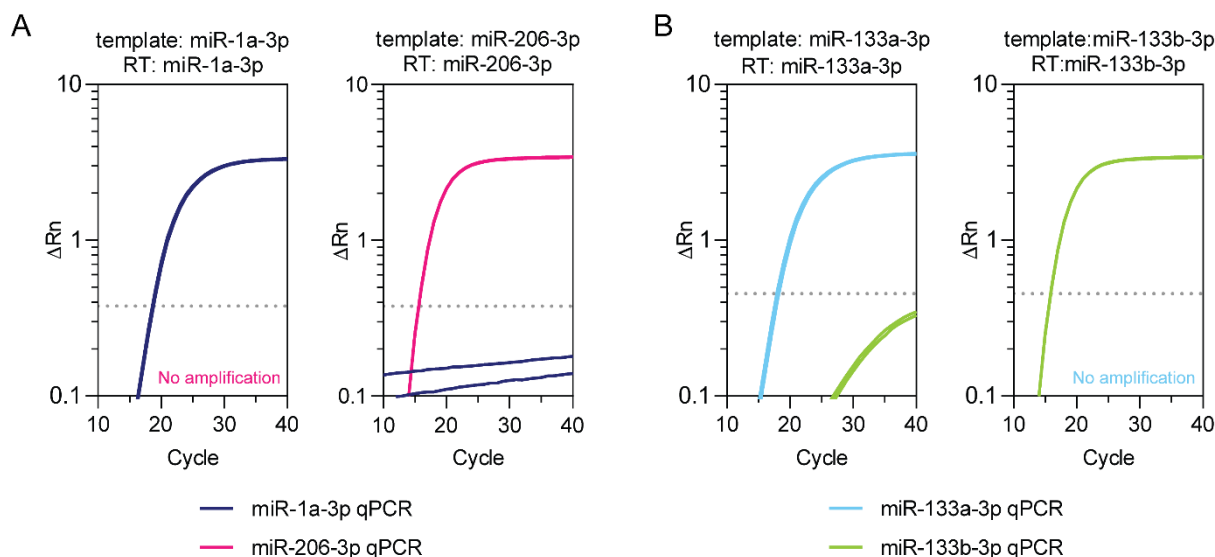 A
template: miR-1a-3p
RT: miR-1a-3p
10
1
0.1
ΔRn
No amplification
10 20 30 40
Cycle
template: miR-206-3p
RT: miR-206-3p
10
1
0.1
ΔRn
10 20 30 40
Cycle
miR-1a-3p qPCR
miR-206-3p qPCR
B
template: miR-133a-3p
RT: miR-133a-3p
10
1
0.1
ΔRn
10 20 30 40
Cycle
template:miR-133b-3p
RT:miR-133b-3p
10
1
0.1
ΔRn
No amplification
10 20 30 40
Cycle
miR-133a-3p qPCR
miR-133b-3p qPCR